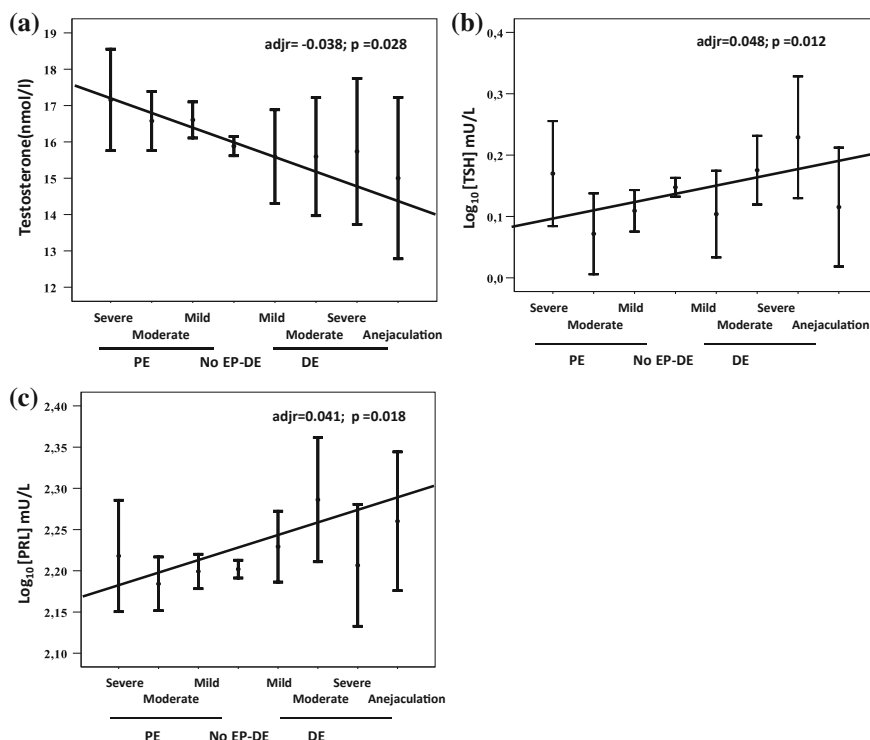 (a)
adjr= -0.038; p =0.028
Testosterone(nmol/l)
19
18
17
16
15
14
13
12
Severe Mild Mild Severe
Moderate Moderate Anejaculation
PE No EP-DE DE
(b)
adjr=0.048; p =0.012
Log10[TSH] mU/L
0,4
0,3
0,2
0,1
0,0
Severe Mild Mild Severe
Moderate Moderate Anejaculation
PE No EP-DE DE
(c)
adjr=0.041; p =0.018
Log10[PRL] mU/L
2,40
2,35
2,30
2,25
2,20
2,15
2,10
Severe Mild Mild Severe
Moderate Moderate Anejaculation
PE No EP-DE DE